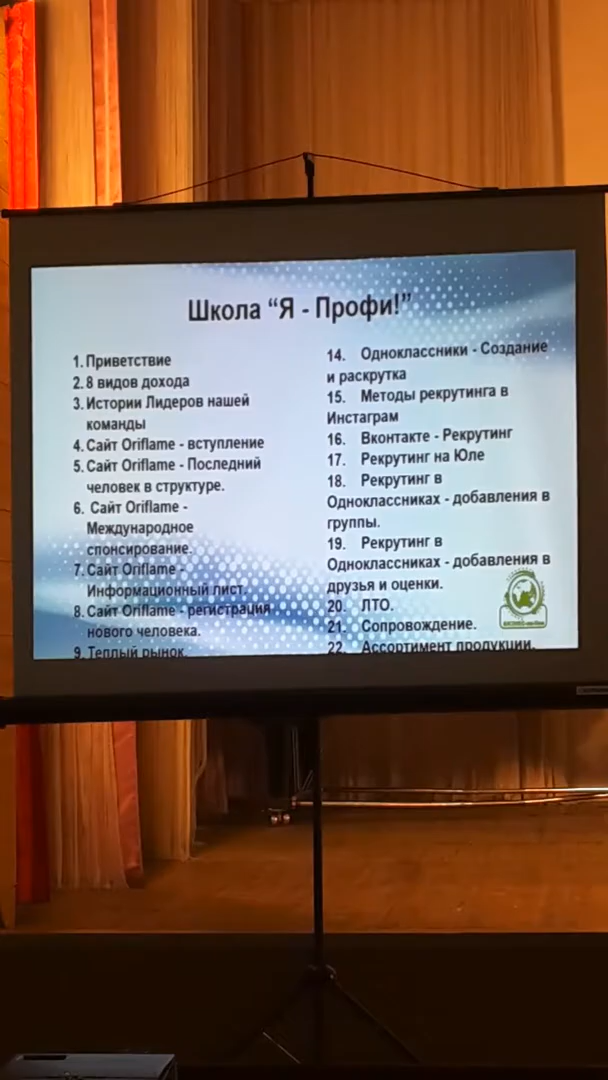 Школа “Я - Профи!”
1. Приветствие
2. 8 видов дохода
3. Истории Лидеров нашей
команды
4. Сайт Oriflame - вступление
5. Сайт Oriflame - Последний
человек в структуре.
6. Сайт Oriflame -
Международное
спонсирование.
7. Сайт Oriflame -
Информационный лист.
8. Сайт Oriflame - регистрация
нового человека.
9. Теплый рынок.
14. Одноклассники - Создание
и раскрутка
15. Методы рекрутинга в
Инстаграм
16. Вконтакте - Рекрутинг
17. Рекрутинг на Юле
18. Рекрутинг в
Одноклассниках - добавления в
группы.
19. Рекрутинг в
Одноклассниках - добавления в
друзья и оценки.
20. ЛТО.
21. Сопровождение.
22. Ассортимент продукции.